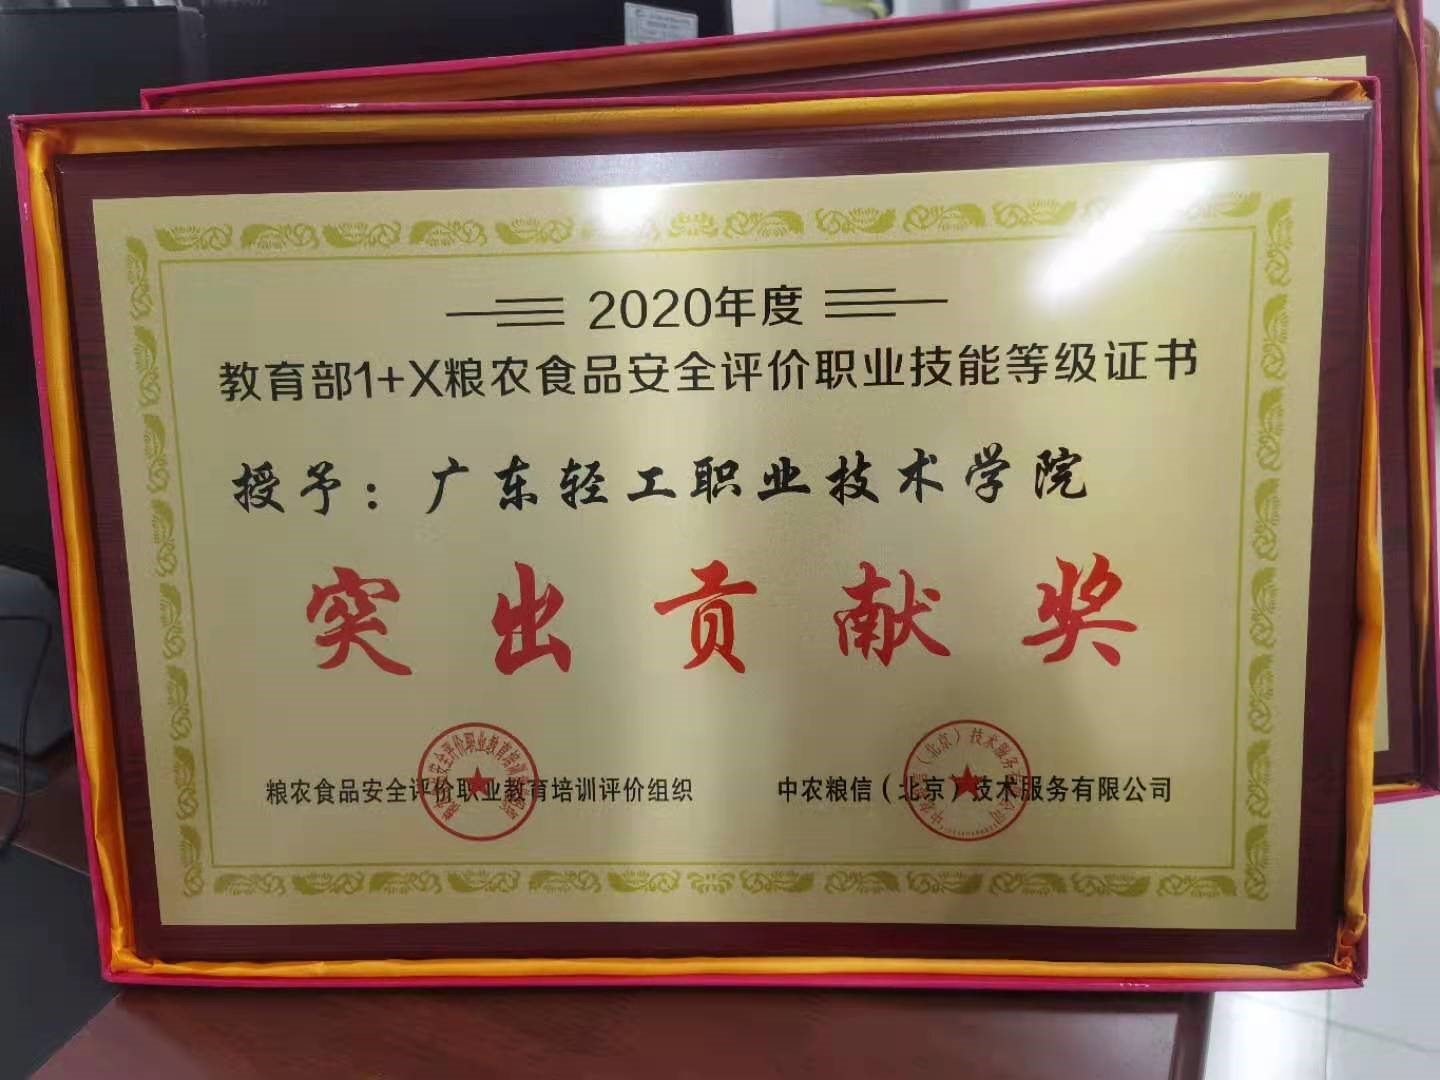 2020年度
教育部1+X粮农食品安全评价职业技能等级证书
授予：广东轻工职业技术学院
突出贡献奖
粮农食品安全评价职业教育培训评价组织
中农粮信（北京）技术服务有限公司